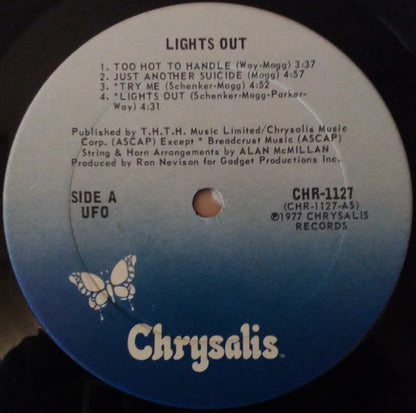 LIGHTS OUT
1. TOO HOT TO HANDLE (Way-Mogg) 3:37
2. JUST ANOTHER SUICIDE (Mogg) 4:57
3. *TRY ME (Schenker-Mogg) 4:52
4. *LIGHTS OUT (Schenker-Mogg-Parker-
Way) 4:31
Published by T.H.T.H. Music Limited/Chrysalis Music
Corp. (ASCAP) Except * Breadcrust Music (ASCAP)
/String & Horn Arrangements by ALAN McMILLAN
Produced by Ron Nevison for Gadget Productions Inc.
SIDE A
UFO
CHR-1127
(CHR-1127-AS)
℗1977 CHRYSALIS
RECORDS
Chrysalis™